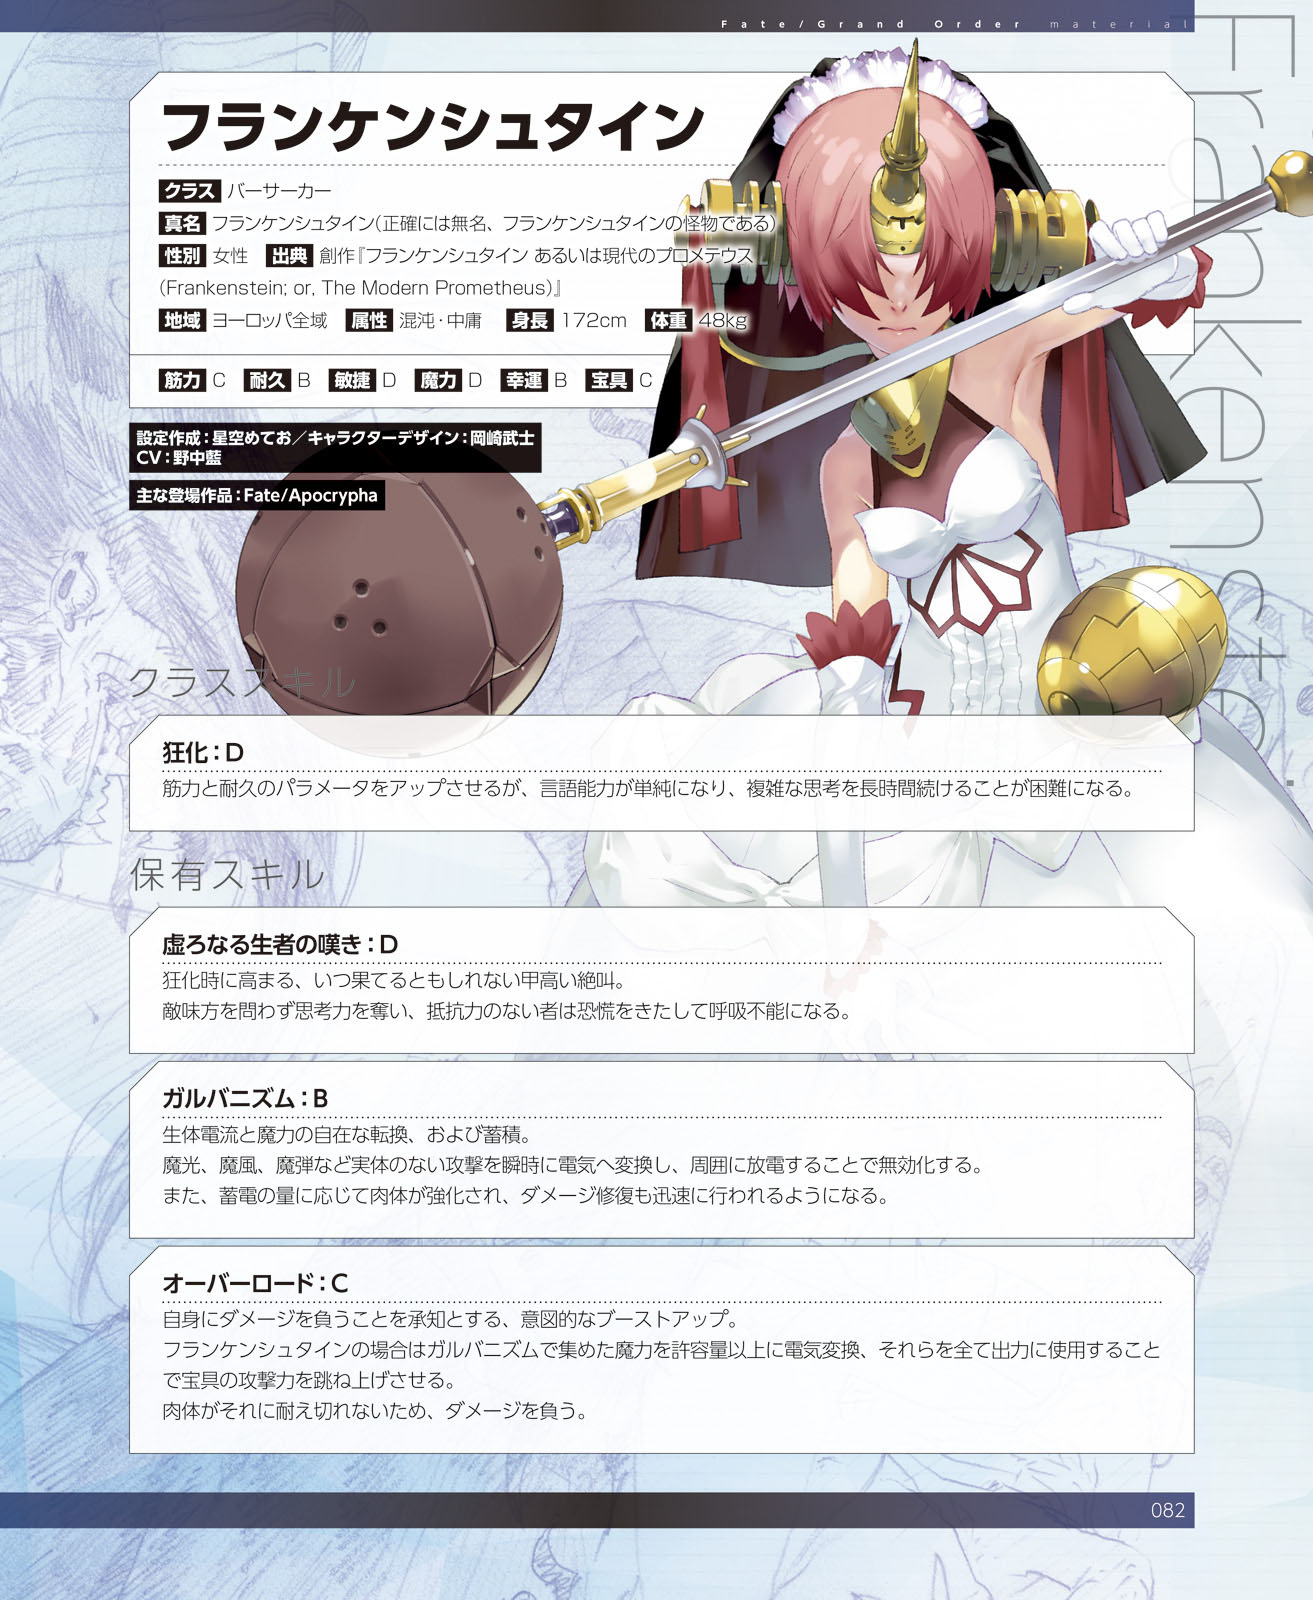 Fate/Grand Order material
Frankenste.
フランケンシュタイン
クラス バーサーカー
真名 フランケンシュタイン(正確には無名、フランケンシュタインの怪物である)
性別 女性 出典 創作『フランケンシュタイン あるいは現代のプロメテウス
(Frankenstein; or, The Modern Prometheus)』
地域 ヨーロッパ全域 属性 混沌・中庸 身長 172cm 体重 48kg
筋力 C 耐久 B 敏捷 D 魔力 D 幸運 B 宝具 C
設定作成：星空めてお／キャラクターデザイン：岡崎武士
CV：野中藍
主な登場作品：Fate/Apocrypha
クラススキル
狂化：D
筋力と耐久のパラメータをアップさせるが、言語能力が単純になり、複雑な思考を長時間続けることが困難になる。
保有スキル
虚ろなる生者の嘆き：D
狂化時に高まる、いつ果てるともしれない甲高い絶叫。
敵味方を問わず思考力を奪い、抵抗力のない者は恐慌をきたして呼吸不能になる。
ガルバニズム：B
生体電流と魔力の自在な転換、および蓄積。
魔光、魔風、魔弾など実体のない攻撃を瞬時に電気へ変換し、周囲に放電することで無効化する。
また、蓄電の量に応じて肉体が強化され、ダメージ修復も迅速に行われるようになる。
オーバーロード：C
自身にダメージを負うことを承知とする、意図的なブーストアップ。
フランケンシュタインの場合はガルバニズムで集めた魔力を許容量以上に電気変換、それらを全て出力に使用すること
で宝具の攻撃力を跳ね上げさせる。
肉体がそれに耐え切れないため、ダメージを負う。
082